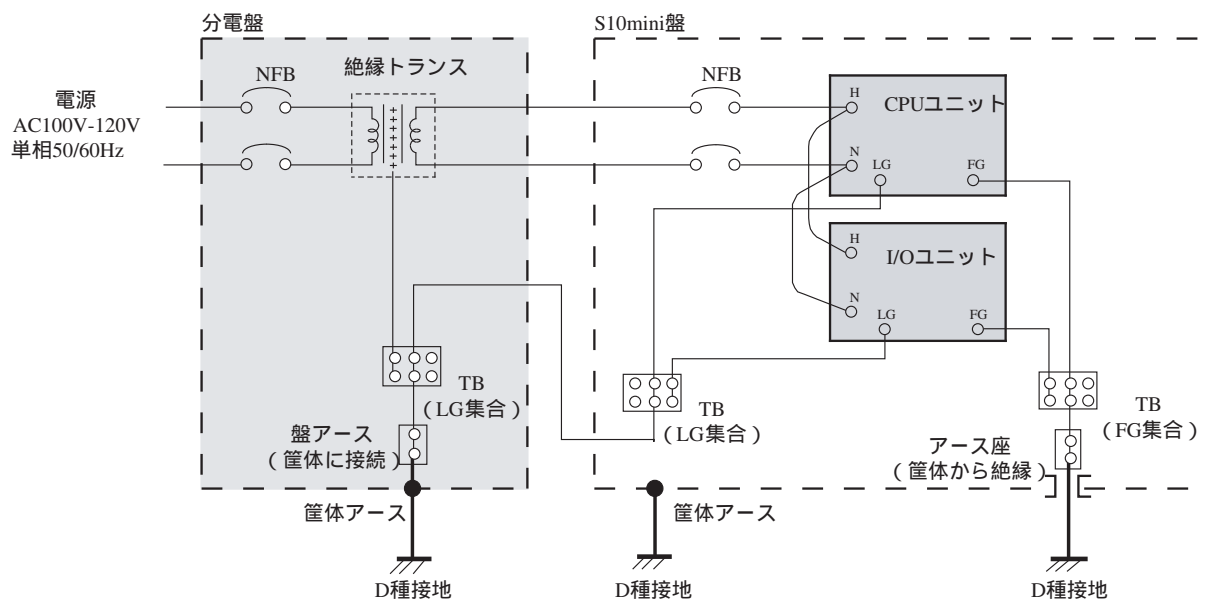 分電盤
S10mini盤
NFB
絶縁トランス
NFB
電源
AC100V-120V
単相50/60Hz
H
CPUユニット
N
LG
FG
H
I/Oユニット
N
LG
FG
TB
(LG集合)
TB
(LG集合)
TB
(FG集合)
盤アース
(筐体に接続)
アース座
(筐体から絶縁)
筐体アース
筐体アース
D種接地
D種接地
D種接地